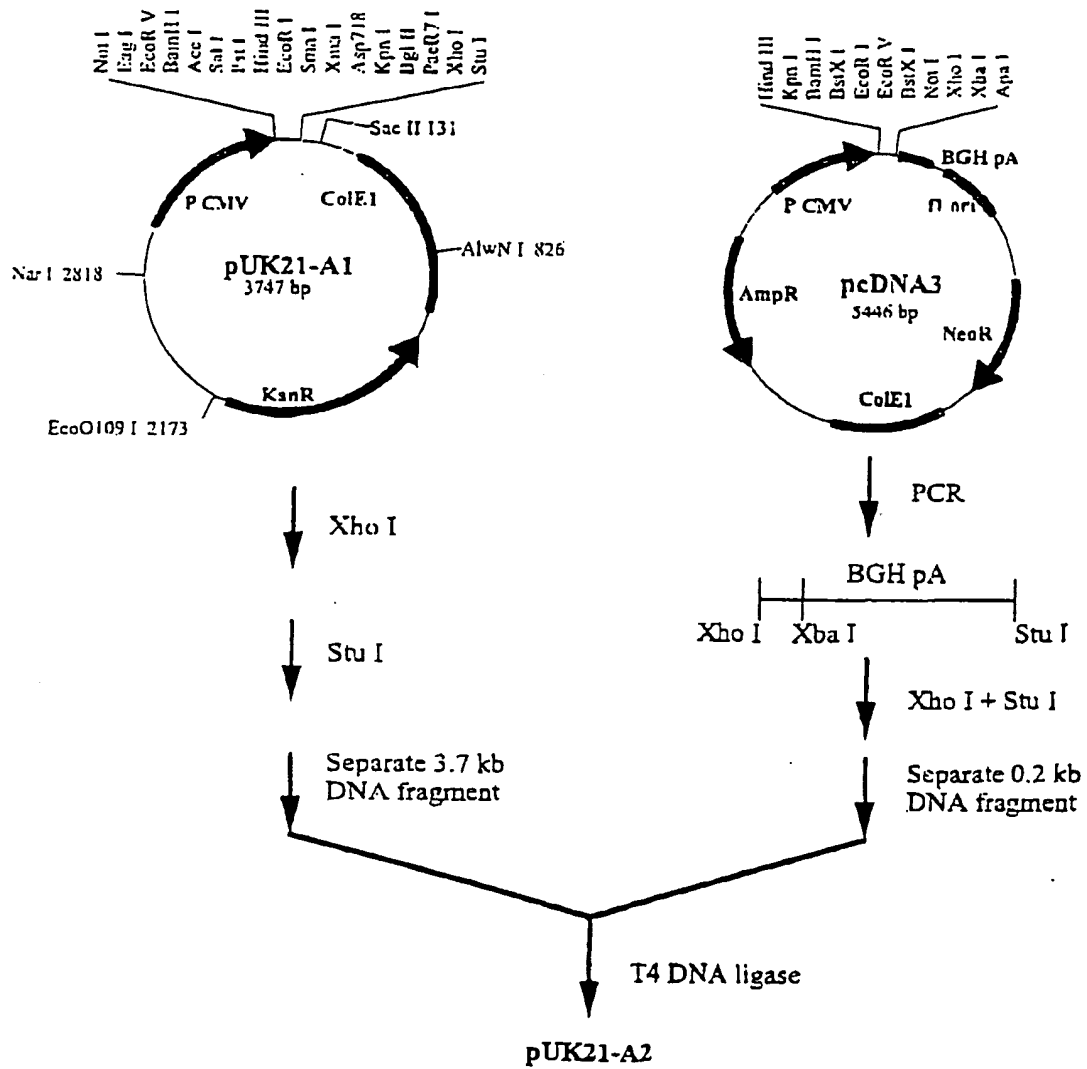 Not I
Eag I
EcoR V
BamH I
Acc I
Sal I
Pst I
Hind III
EcoR I
Sma I
Xma I
Asp718
Kpn I
Bgl II
PaeR7 I
Xho I
Stu I
Sac II 131
P CMV
ColE1
AlwN I 826
Nar I 2818
pUK21-A1
3747 bp
KanR
EcoO109 I 2173
Hind III
Kpn I
BamH I
BstX I
EcoR I
EcoR V
BstX I
Not I
Xho I
Xba I
Apa I
BGH pA
P CMV
f1 ori
AmpR
pcDNA3
5446 bp
NeoR
ColE1
Xho I
Stu I
Separate 3.7 kb
DNA fragment
PCR
BGH pA
Xho I
Xba I
Stu I
Xho I + Stu I
Separate 0.2 kb
DNA fragment
T4 DNA ligase
pUK21-A2